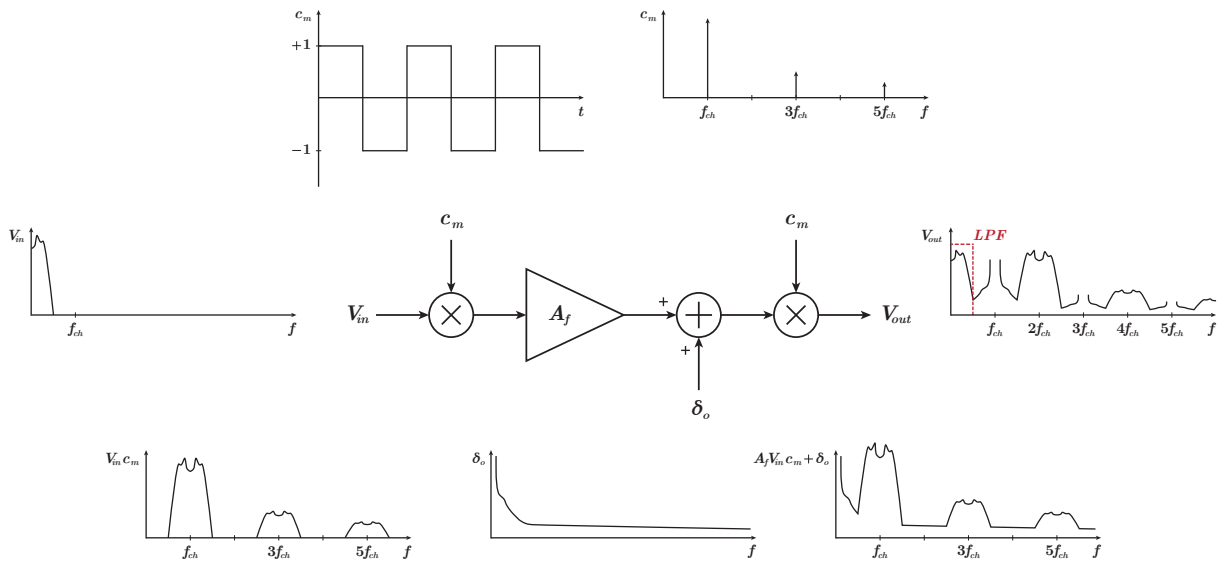 c_m
+1
−1
t
c_m
f_ch
3f_ch
5f_ch
f
V_in
f_ch
f
V_in
c_m
A_f
+
+
δ_o
c_m
V_out
V_out
LPF
f_ch
2f_ch
3f_ch
4f_ch
5f_ch
f
V_in c_m
f_ch
3f_ch
5f_ch
f
δ_o
f
A_f V_in c_m + δ_o
f_ch
3f_ch
5f_ch
f